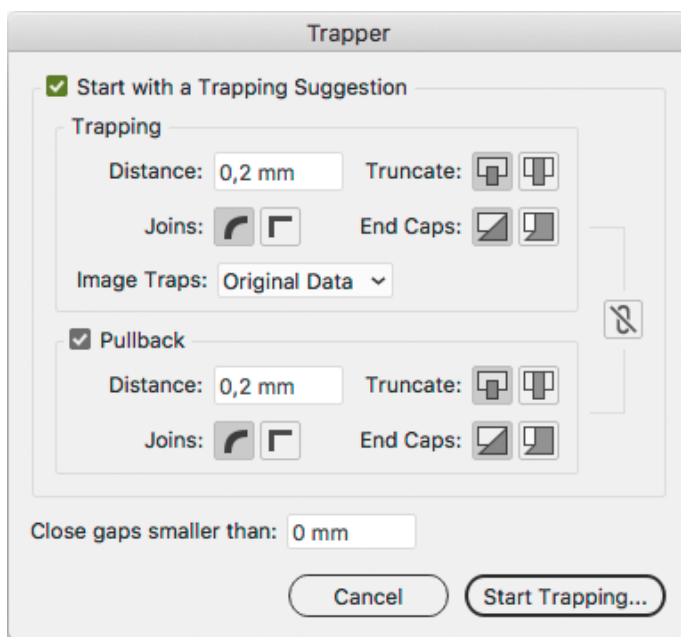 Trapper
Start with a Trapping Suggestion
Trapping
Distance: 0,2 mm Truncate:
Joins: End Caps:
Image Traps: Original Data
Pullback
Distance: 0,2 mm Truncate:
Joins: End Caps:
Close gaps smaller than: 0 mm
Cancel Start Trapping...